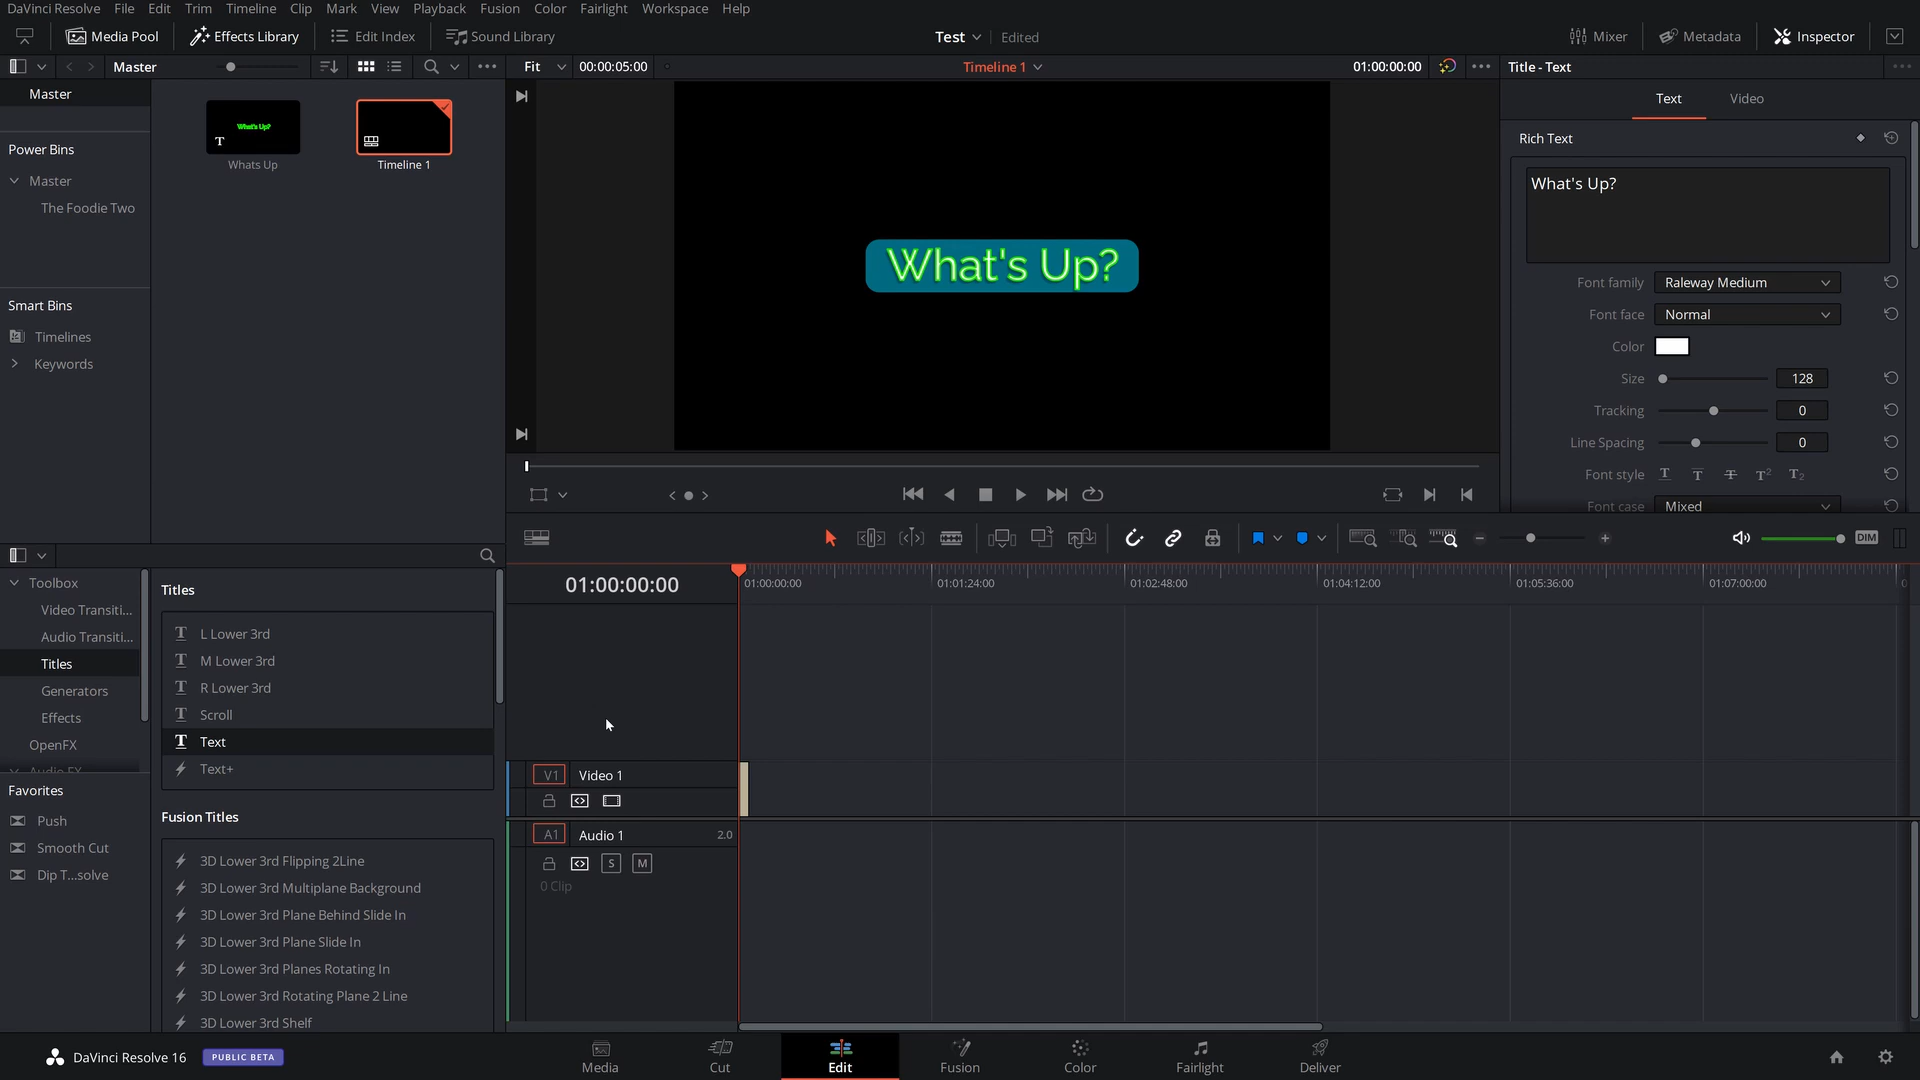 DaVinci Resolve File Edit Trim Timeline Clip Mark View Playback Fusion Color Fairlight Workspace Help
Media Pool Effects Library Edit Index Sound Library Test Edited Mixer Metadata Inspector
Master Fit 00:00:05:00 Timeline 1 01:00:00:00 Title - Text
Master
Power Bins
Master
The Foodie Two
Smart Bins
Timelines
Keywords
What's Up?
T
Whats Up
Timeline 1
What's Up?
Text Video
Rich Text
What's Up?
Font family Raleway Medium
Font face Normal
Color
Size 128
Tracking 0
Line Spacing 0
Font style T T T T2 T2
Font case Mixed
DIM
Toolbox
Video Transiti...
Audio Transiti...
Titles
Generators
Effects
OpenFX
Audio FX
Favorites
Push
Smooth Cut
Dip T...solve
Titles
T L Lower 3rd
T M Lower 3rd
T R Lower 3rd
T Scroll
T Text
Text+
Fusion Titles
3D Lower 3rd Flipping 2Line
3D Lower 3rd Multiplane Background
3D Lower 3rd Plane Behind Slide In
3D Lower 3rd Plane Slide In
3D Lower 3rd Planes Rotating In
3D Lower 3rd Rotating Plane 2 Line
3D Lower 3rd Shelf
01:00:00:00 01:00:00:00 01:01:24:00 01:02:48:00 01:04:12:00 01:05:36:00 01:07:00:00 0
V1 Video 1
A1 Audio 1 2.0
S M
0 Clip
DaVinci Resolve 16 PUBLIC BETA
Media Cut Edit Fusion Color Fairlight Deliver